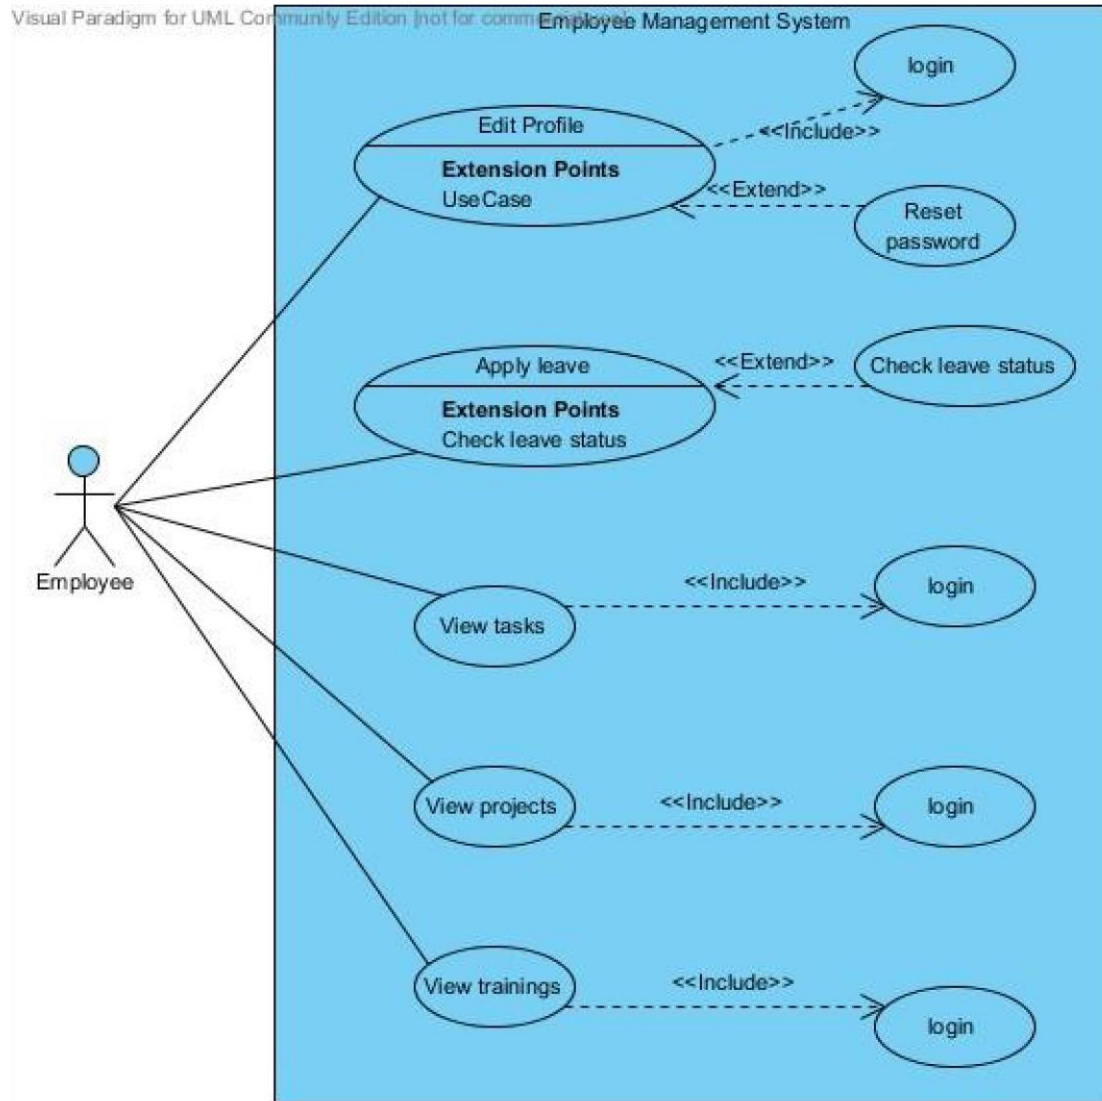 Visual Paradigm for UML Community Edition [not for commercial use]
Employee Management System
login
Edit Profile
<<Include>>
Extension Points
UseCase
<<Extend>>
Reset
password
Apply leave
<<Extend>>
Check leave status
Extension Points
Check leave status
Employee
View tasks
<<Include>>
login
View projects
<<Include>>
login
View trainings
<<Include>>
login